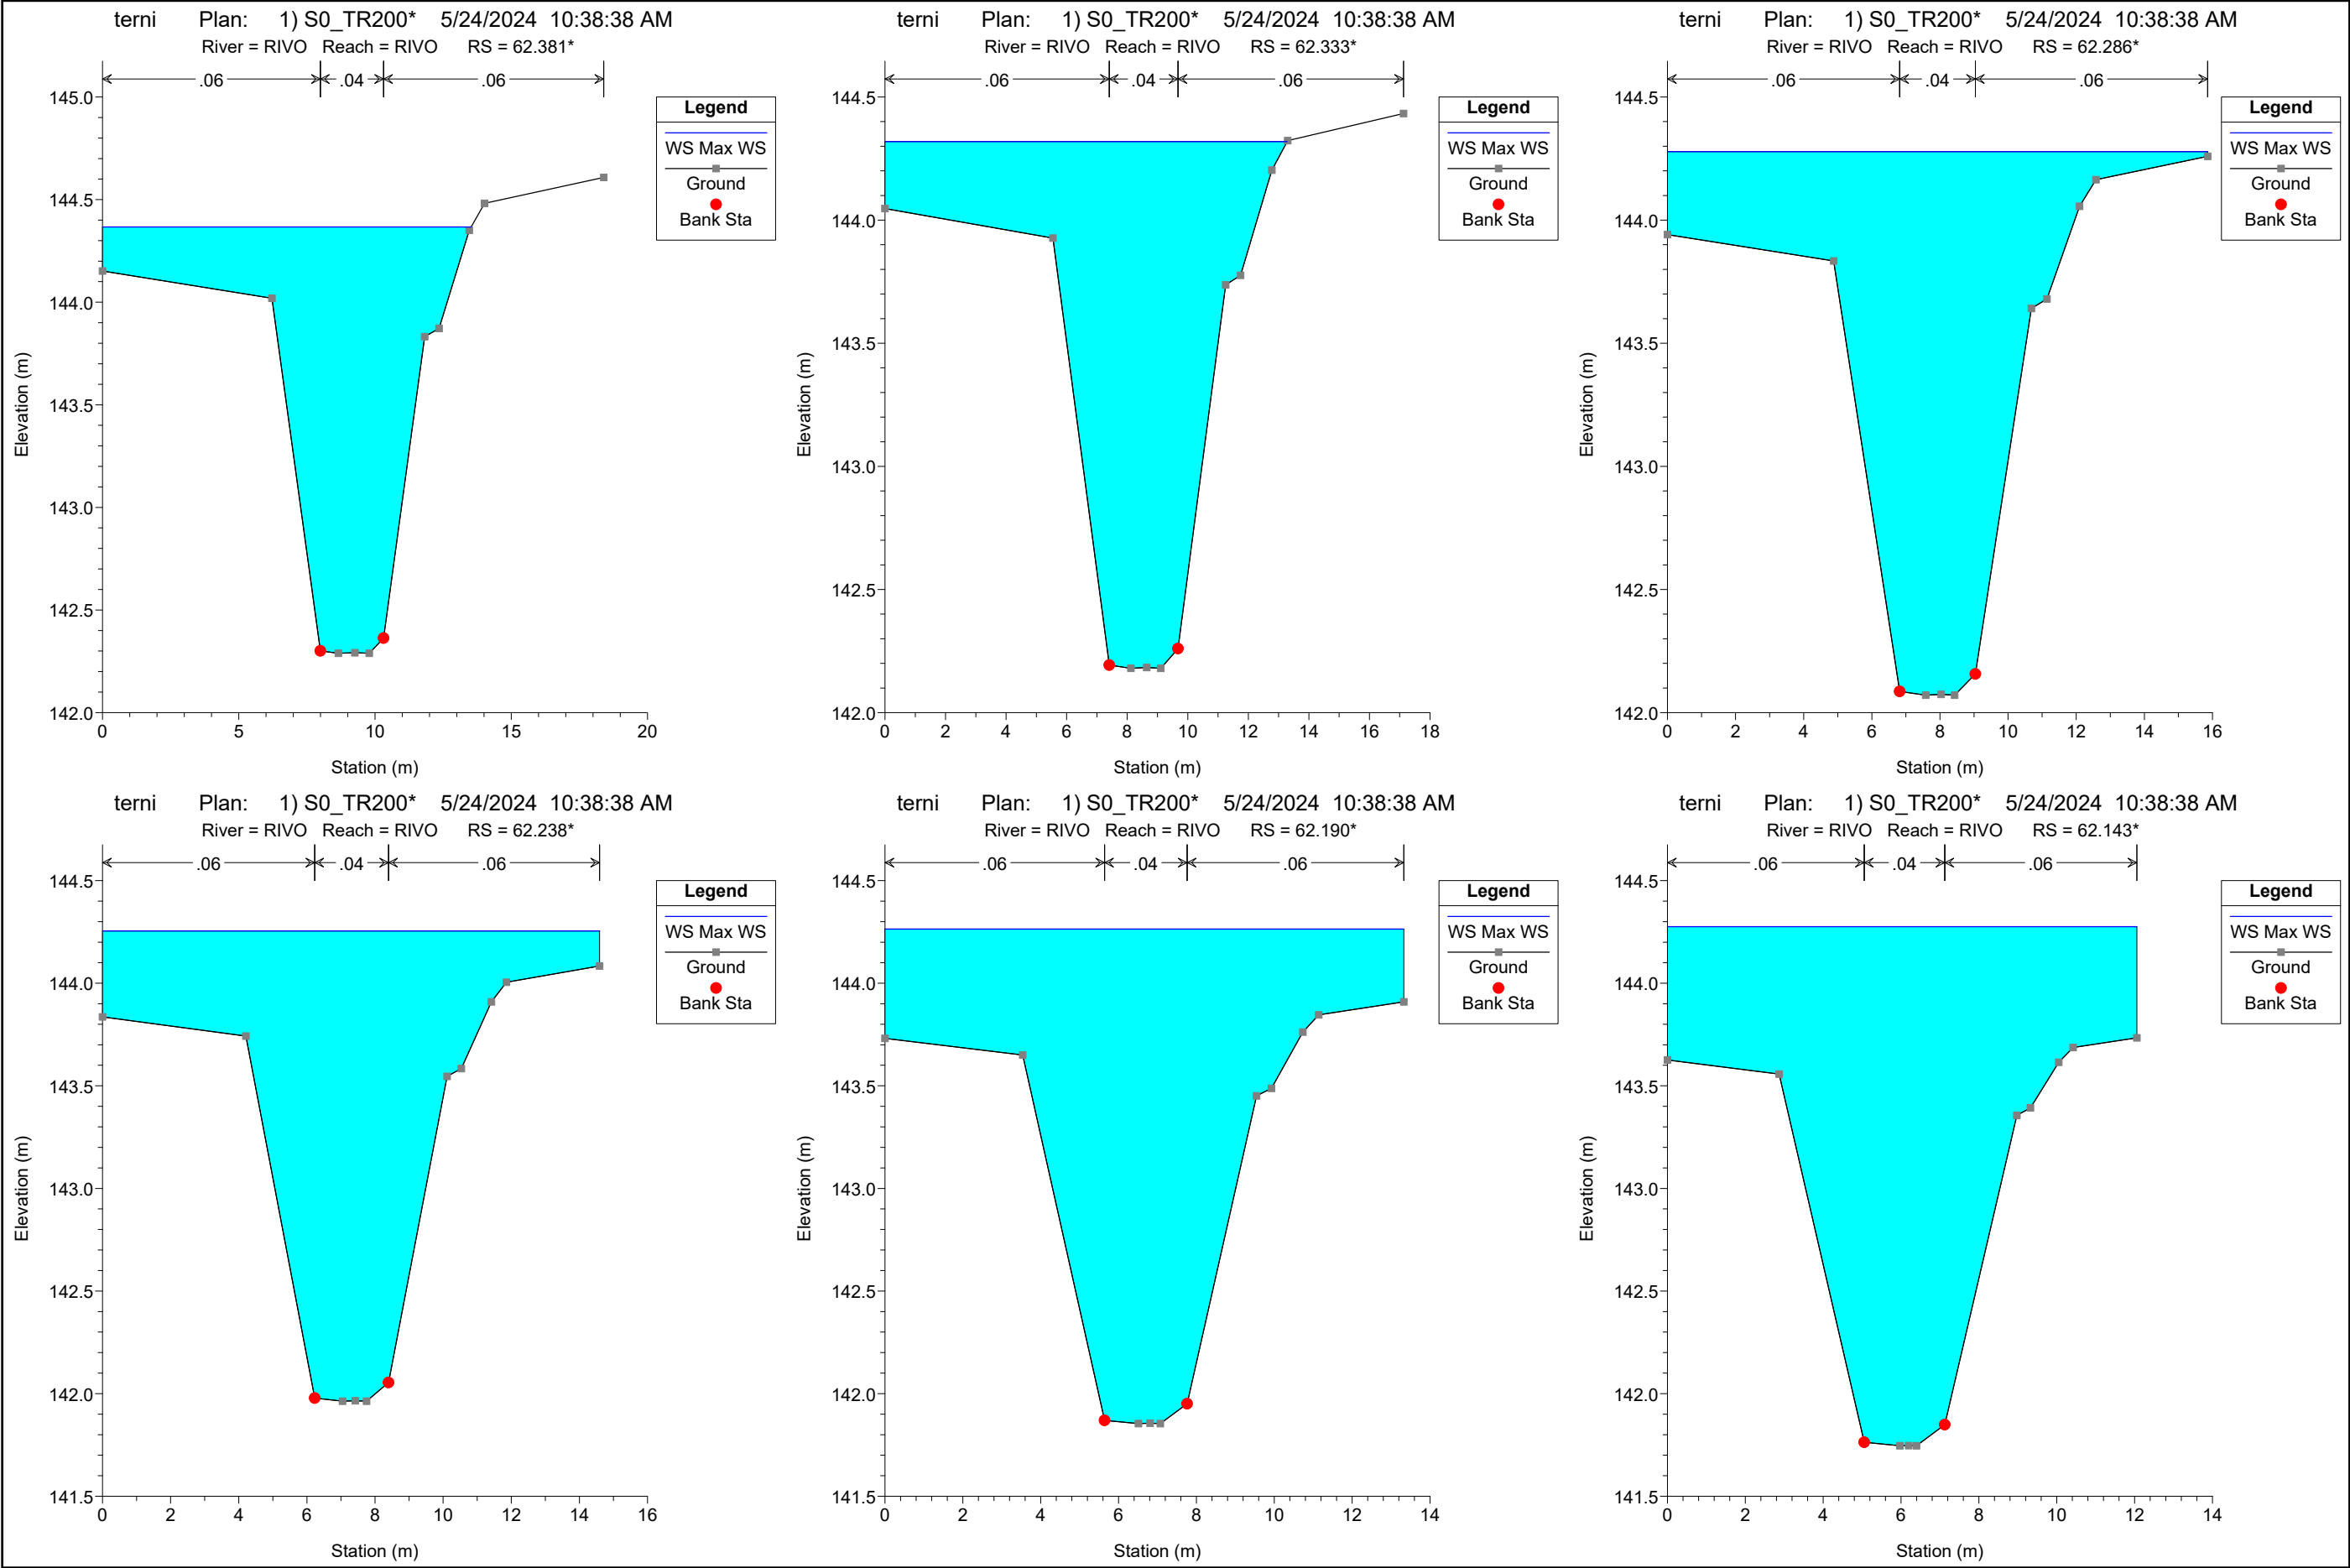 terni Plan: 1) S0_TR200* 5/24/2024 10:38:38 AM
River = RIVO Reach = RIVO RS = 62.381*
.06 .04 .06
145.0
144.5
144.0
143.5
143.0
142.5
142.0
0 5 10 15 20
Station (m)
Elevation (m)
Legend
WS Max WS
Ground
Bank Sta
terni Plan: 1) S0_TR200* 5/24/2024 10:38:38 AM
River = RIVO Reach = RIVO RS = 62.333*
.06 .04 .06
144.5
144.0
143.5
143.0
142.5
142.0
0 2 4 6 8 10 12 14 16 18
Station (m)
Elevation (m)
Legend
WS Max WS
Ground
Bank Sta
terni Plan: 1) S0_TR200* 5/24/2024 10:38:38 AM
River = RIVO Reach = RIVO RS = 62.286*
.06 .04 .06
144.5
144.0
143.5
143.0
142.5
142.0
0 2 4 6 8 10 12 14 16
Station (m)
Elevation (m)
Legend
WS Max WS
Ground
Bank Sta
terni Plan: 1) S0_TR200* 5/24/2024 10:38:38 AM
River = RIVO Reach = RIVO RS = 62.238*
.06 .04 .06
144.5
144.0
143.5
143.0
142.5
142.0
141.5
0 2 4 6 8 10 12 14 16
Station (m)
Elevation (m)
Legend
WS Max WS
Ground
Bank Sta
terni Plan: 1) S0_TR200* 5/24/2024 10:38:38 AM
River = RIVO Reach = RIVO RS = 62.190*
.06 .04 .06
144.5
144.0
143.5
143.0
142.5
142.0
141.5
0 2 4 6 8 10 12 14
Station (m)
Elevation (m)
Legend
WS Max WS
Ground
Bank Sta
terni Plan: 1) S0_TR200* 5/24/2024 10:38:38 AM
River = RIVO Reach = RIVO RS = 62.143*
.06 .04 .06
144.5
144.0
143.5
143.0
142.5
142.0
141.5
0 2 4 6 8 10 12 14
Station (m)
Elevation (m)
Legend
WS Max WS
Ground
Bank Sta